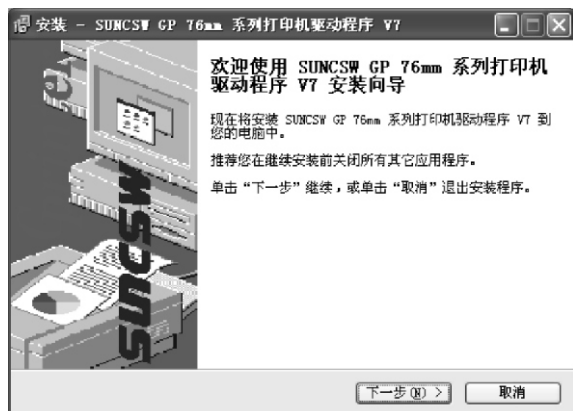 安装 - SUNCSW GP 76mm 系列打印机驱动程序 V7
欢迎使用 SUNCSW GP 76mm 系列打印机
驱动程序 V7 安装向导
现在将安装 SUNCSW GP 76mm 系列打印机驱动程序 V7 到
您的电脑中。
推荐您在继续安装前关闭所有其它应用程序。
单击“下一步”继续，或单击“取消”退出安装程序。
SUNCSW
下一步(N) >
取消